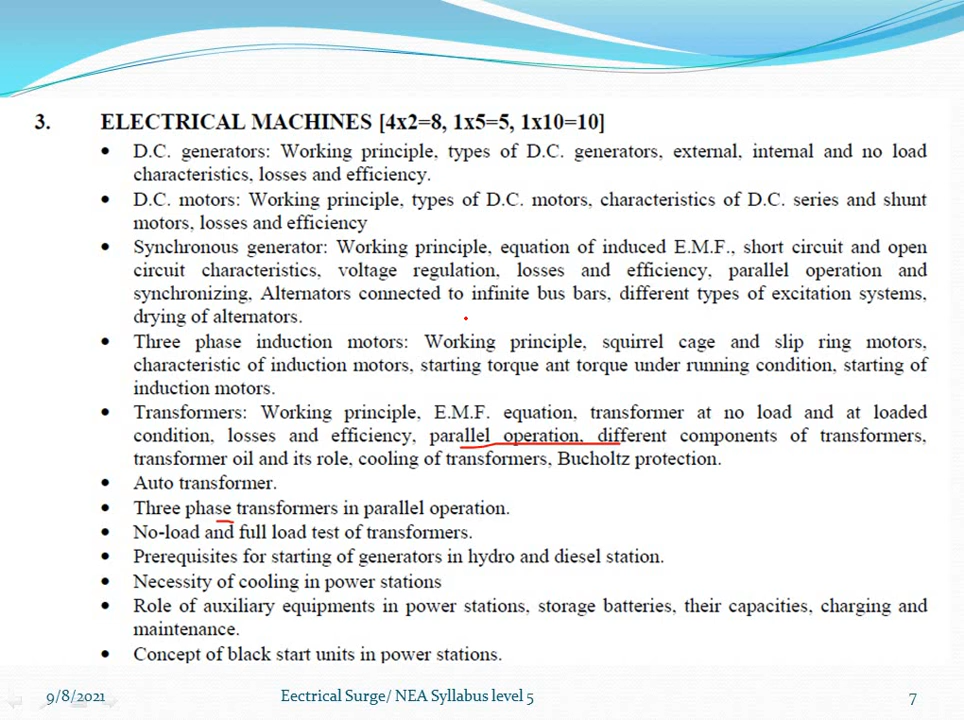 3. ELECTRICAL MACHINES [4x2=8, 1x5=5, 1x10=10]
• D.C. generators: Working principle, types of D.C. generators, external, internal and no load
characteristics, losses and efficiency.
• D.C. motors: Working principle, types of D.C. motors, characteristics of D.C. series and shunt
motors, losses and efficiency
• Synchronous generator: Working principle, equation of induced E.M.F., short circuit and open
circuit characteristics, voltage regulation, losses and efficiency, parallel operation and
synchronizing, Alternators connected to infinite bus bars, different types of excitation systems,
drying of alternators.
• Three phase induction motors: Working principle, squirrel cage and slip ring motors,
characteristic of induction motors, starting torque ant torque under running condition, starting of
induction motors.
• Transformers: Working principle, E.M.F. equation, transformer at no load and at loaded
condition, losses and efficiency, parallel operation, different components of transformers,
transformer oil and its role, cooling of transformers, Bucholtz protection.
• Auto transformer.
• Three phase transformers in parallel operation.
• No-load and full load test of transformers.
• Prerequisites for starting of generators in hydro and diesel station.
• Necessity of cooling in power stations
• Role of auxiliary equipments in power stations, storage batteries, their capacities, charging and
maintenance.
• Concept of black start units in power stations.
9/8/2021 Eectrical Surge/ NEA Syllabus level 5 7